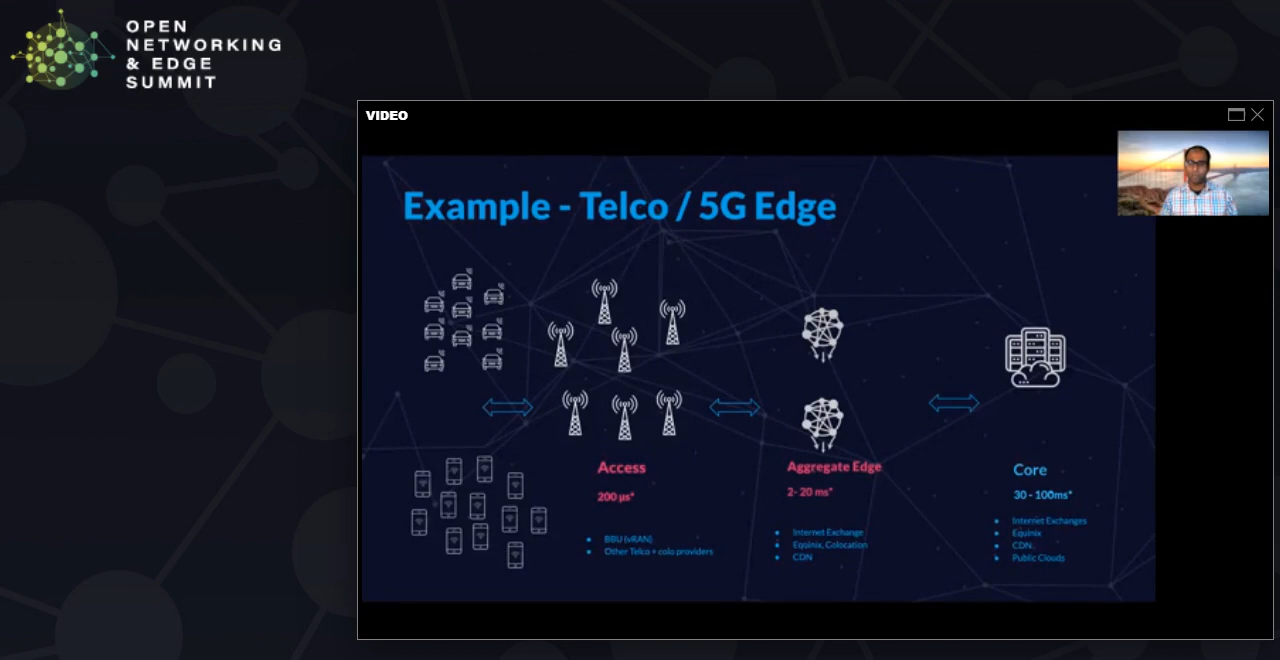 OPEN
NETWORKING
& EDGE
SUMMIT
VIDEO
Example - Telco / 5G Edge
Access
200 µs*
• BBU (vRAN)
• Other Telco + colo providers
Aggregate Edge
2- 20 ms*
• Internet Exchange
• Equinix, Colocation
• CDN
Core
30 - 100ms*
• Internet Exchanges
• Equinix
• CDN
• Public Clouds